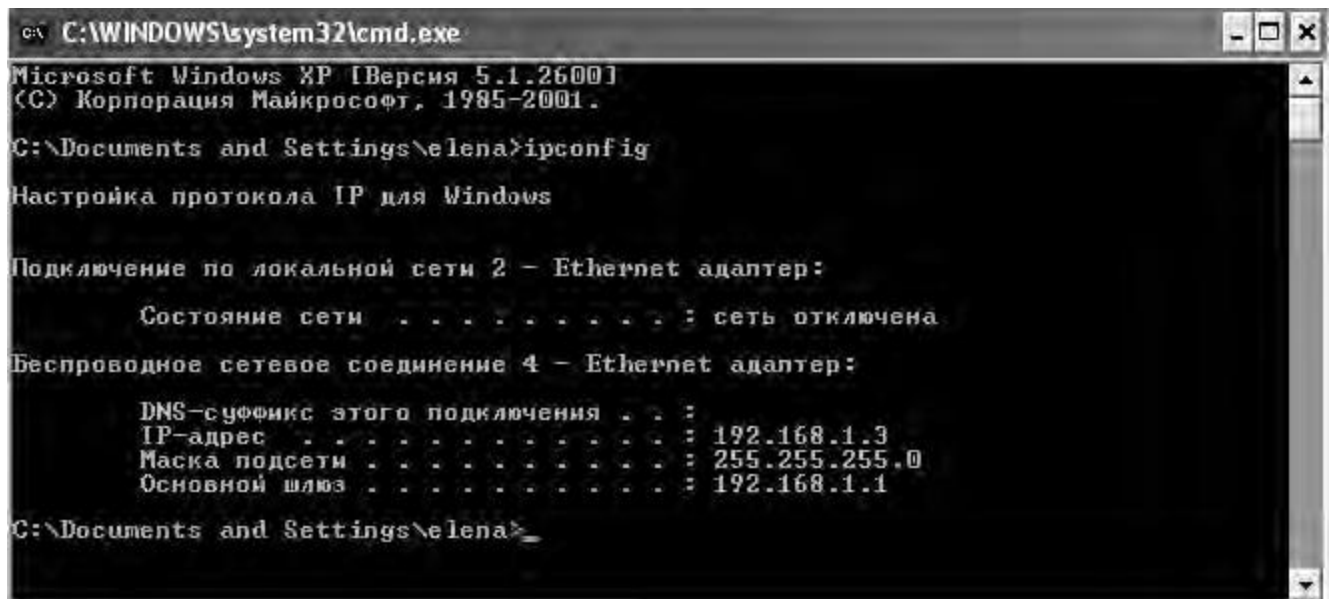 C:\WINDOWS\system32\cmd.exe
Microsoft Windows XP [Версия 5.1.2600]
(C) Корпорация Майкрософт, 1985-2001.
C:\Documents and Settings\elena>ipconfig
Настройка протокола IP для Windows
Подключение по локальной сети 2 - Ethernet адаптер:
Состояние сети . . . . . . . . . : сеть отключена
Беспроводное сетевое соединение 4 - Ethernet адаптер:
DNS-суффикс этого подключения . . :
IP-адрес . . . . . . . . . . . . : 192.168.1.3
Маска подсети . . . . . . . . . . : 255.255.255.0
Основной шлюз . . . . . . . . . . : 192.168.1.1
C:\Documents and Settings\elena>_